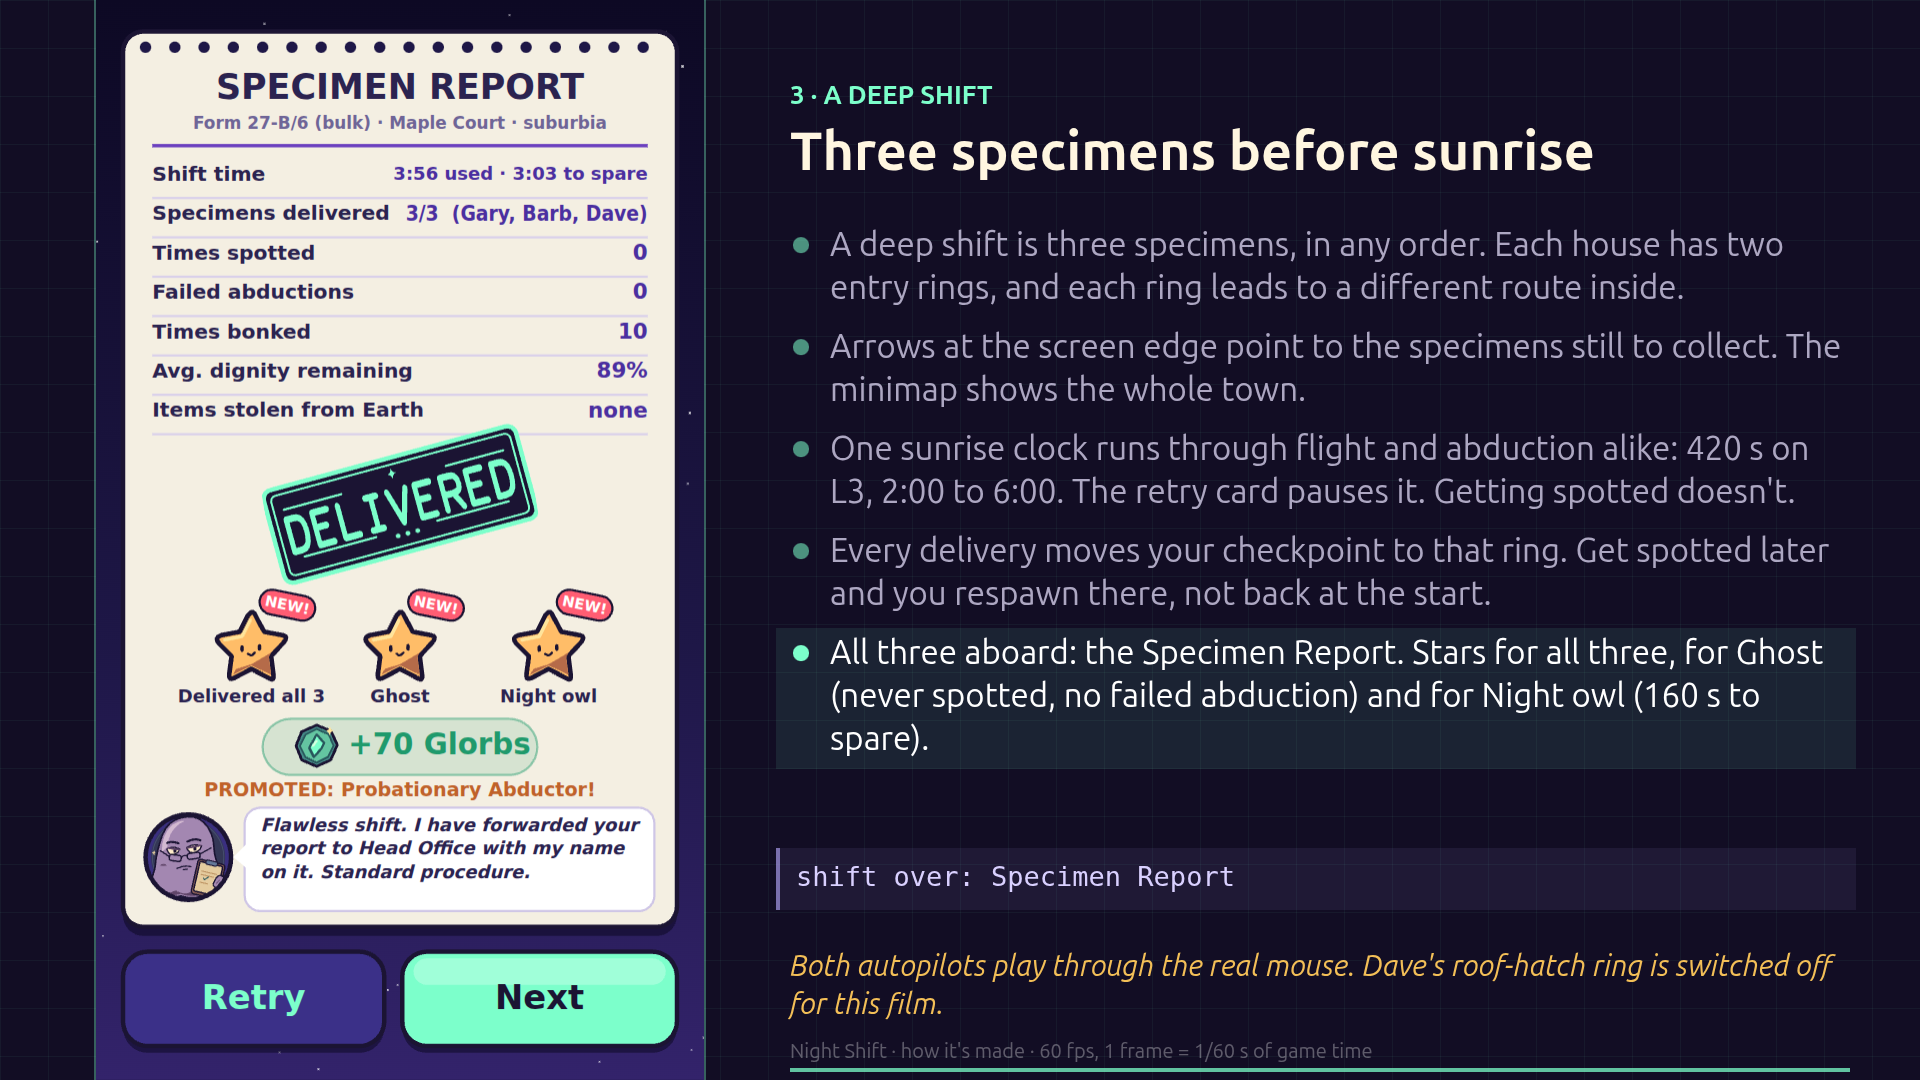 SPECIMEN REPORT
Form 27-B/6 (bulk) · Maple Court · suburbia
Shift time 3:56 used · 3:03 to spare
Specimens delivered 3/3 (Gary, Barb, Dave)
Times spotted 0
Failed abductions 0
Times bonked 10
Avg. dignity remaining 89%
Items stolen from Earth none
DELIVERED
NEW! NEW! NEW!
Delivered all 3 Ghost Night owl
+70 Glorbs
PROMOTED: Probationary Abductor!
Flawless shift. I have forwarded your
report to Head Office with my name
on it. Standard procedure.
Retry Next
3 · A DEEP SHIFT
Three specimens before sunrise
A deep shift is three specimens, in any order. Each house has two
entry rings, and each ring leads to a different route inside.
Arrows at the screen edge point to the specimens still to collect. The
minimap shows the whole town.
One sunrise clock runs through flight and abduction alike: 420 s on
L3, 2:00 to 6:00. The retry card pauses it. Getting spotted doesn't.
Every delivery moves your checkpoint to that ring. Get spotted later
and you respawn there, not back at the start.
All three aboard: the Specimen Report. Stars for all three, for Ghost
(never spotted, no failed abduction) and for Night owl (160 s to
spare).
shift over: Specimen Report
Both autopilots play through the real mouse. Dave's roof-hatch ring is switched off
for this film.
Night Shift · how it's made · 60 fps, 1 frame = 1/60 s of game time